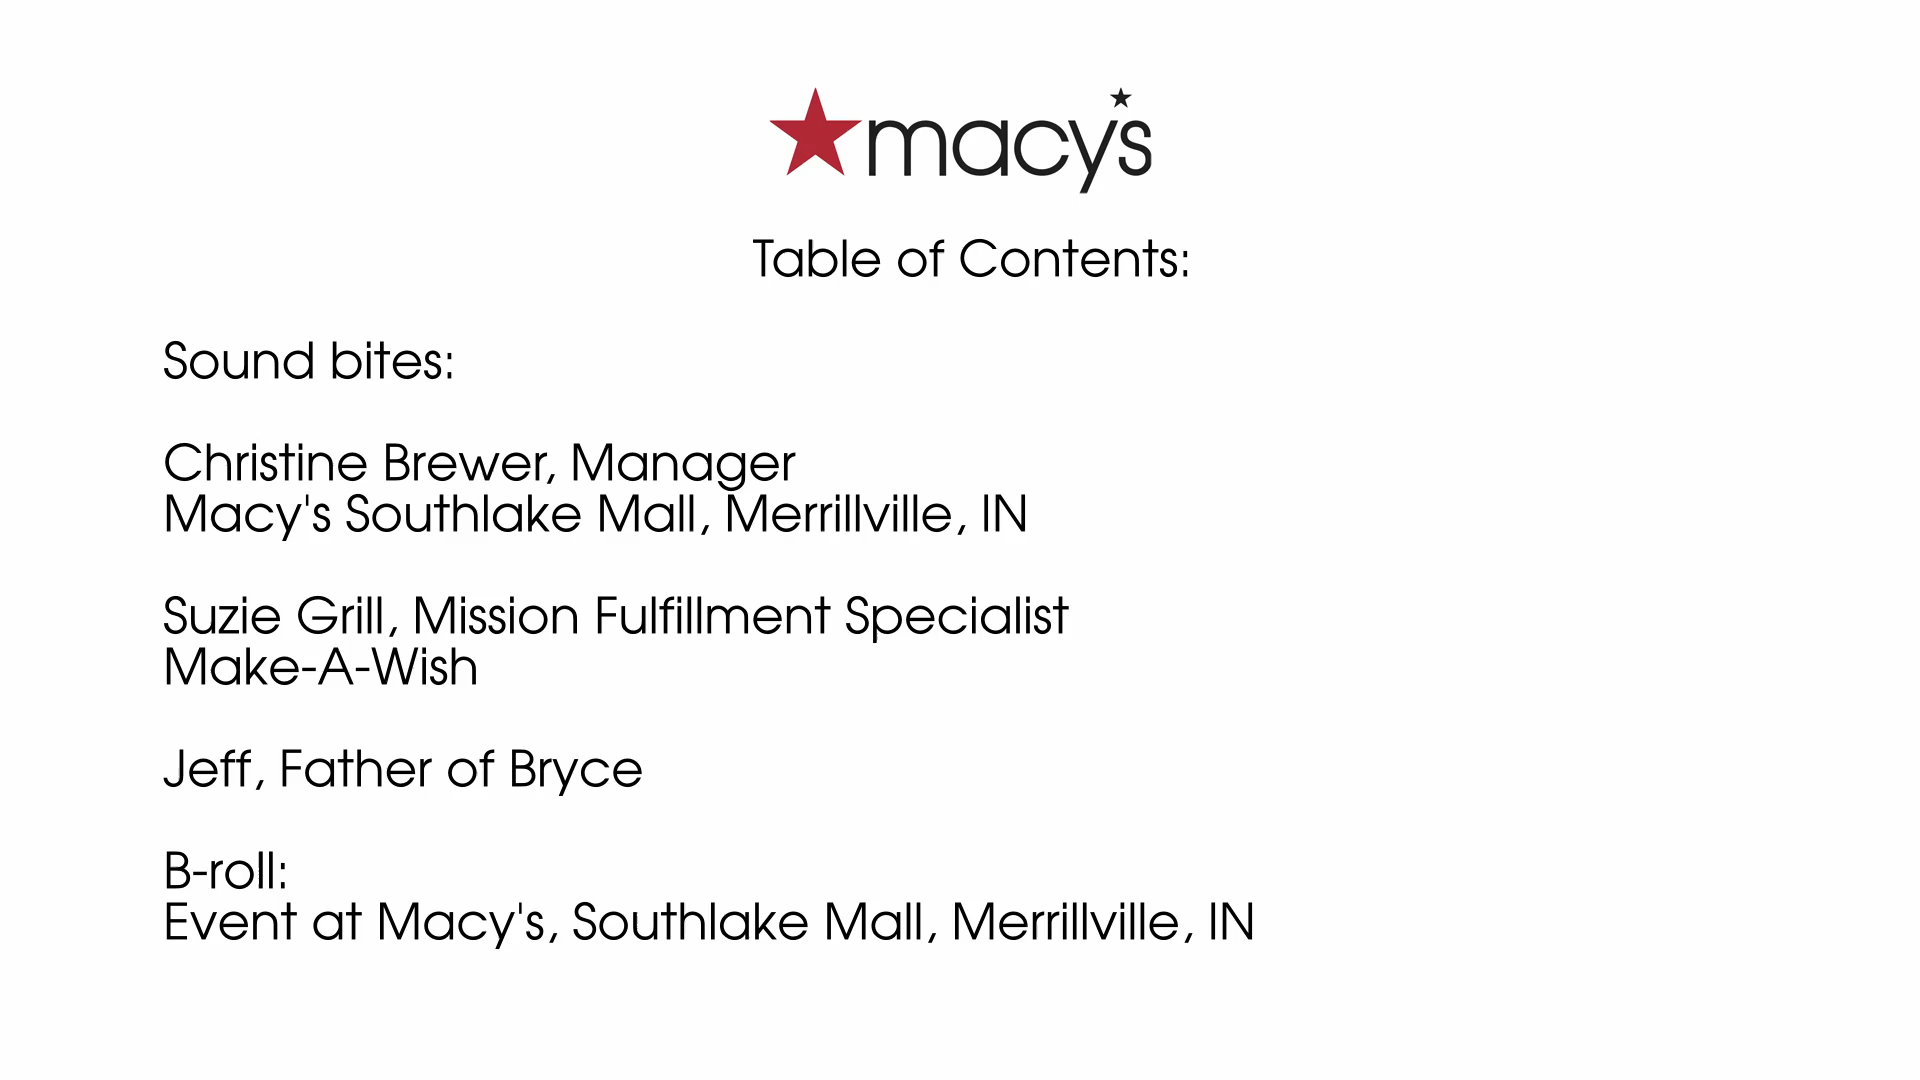 macy's
Table of Contents:
Sound bites:
Christine Brewer, Manager
Macy's Southlake Mall, Merrillville, IN
Suzie Grill, Mission Fulfillment Specialist
Make-A-Wish
Jeff, Father of Bryce
B-roll:
Event at Macy's, Southlake Mall, Merrillville, IN